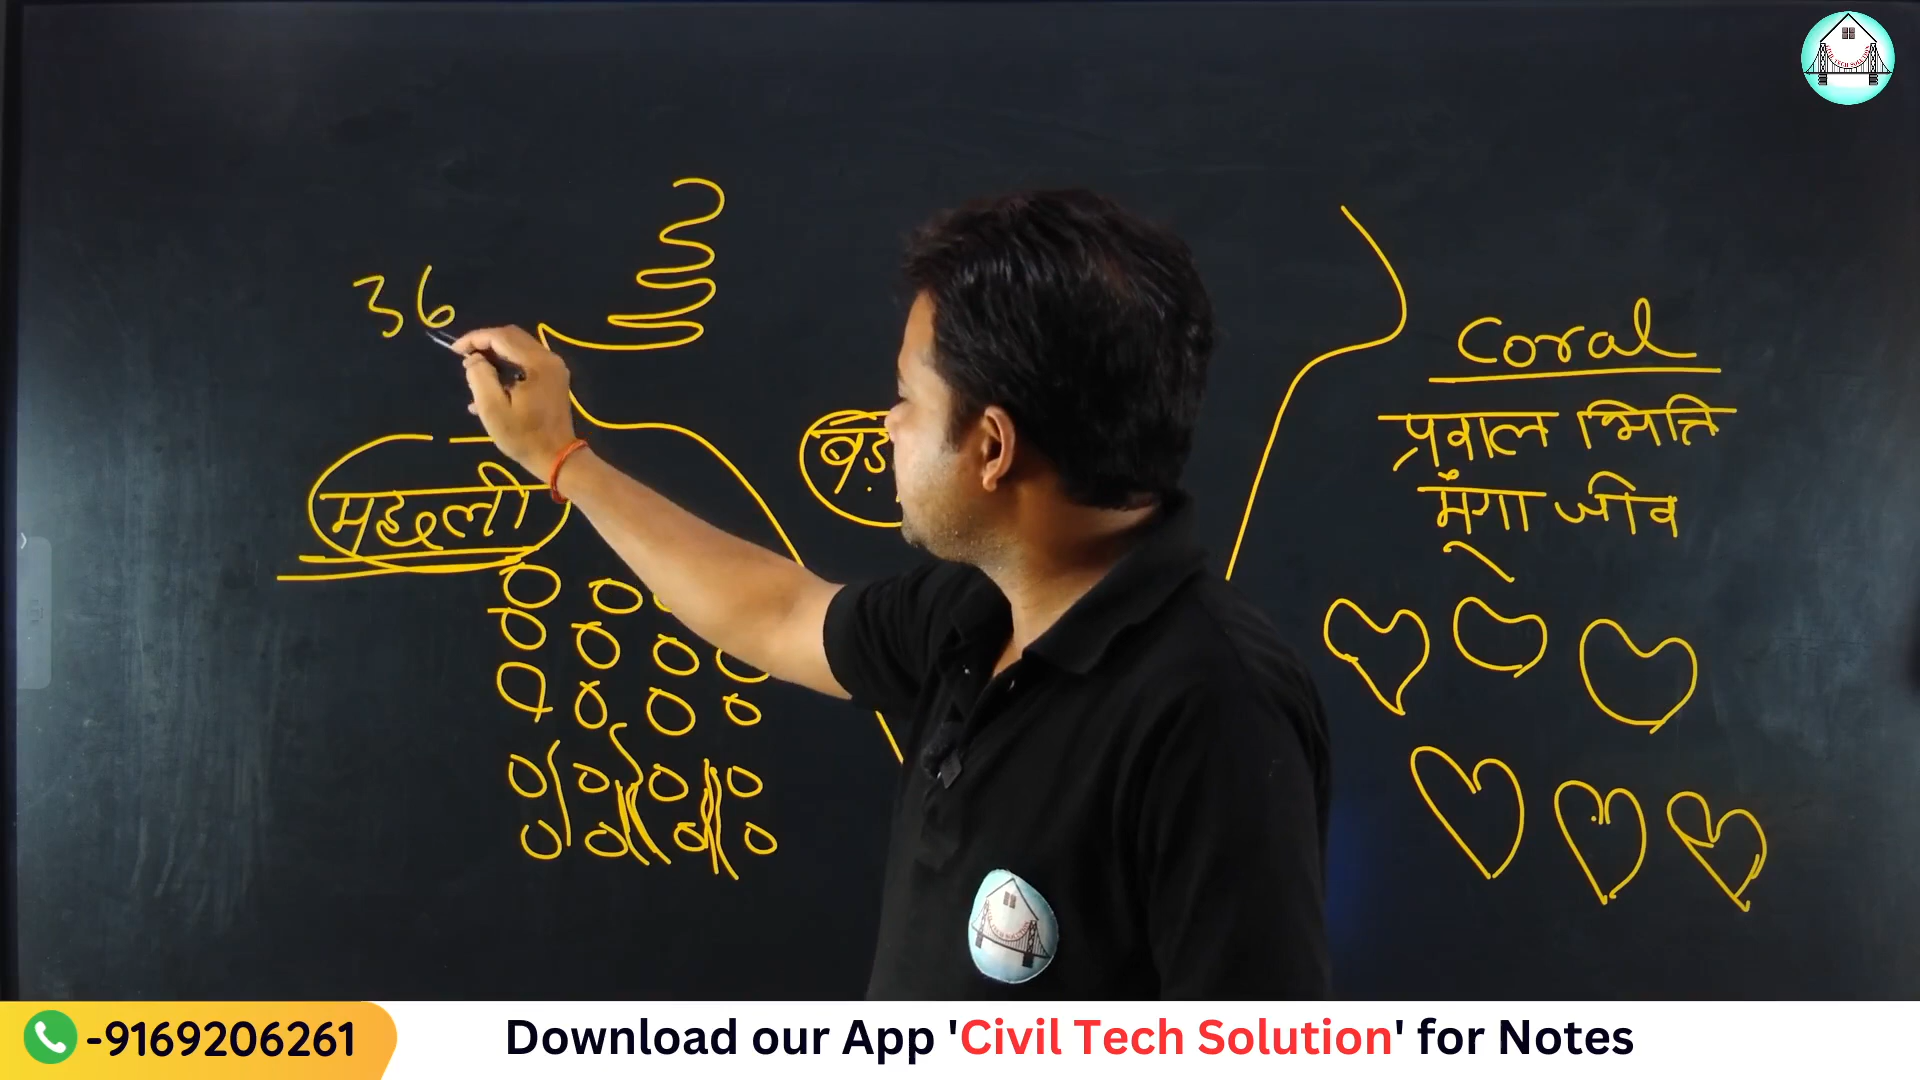 36
Coral
प्रवाल भित्ति
मूंगा जीव
मछली
-9169206261
Download our App 'Civil Tech Solution' for Notes